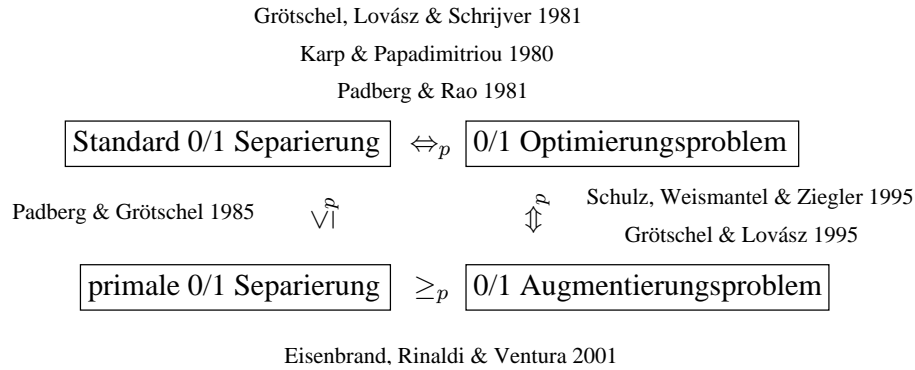 Grötschel, Lovász & Schrijver 1981
Karp & Papadimitriou 1980
Padberg & Rao 1981
Standard 0/1 Separierung ⇔p 0/1 Optimierungsproblem
Padberg & Grötschel 1985 ≥p ⇔p Schulz, Weismantel & Ziegler 1995
Grötschel & Lovász 1995
primale 0/1 Separierung ≥p 0/1 Augmentierungsproblem
Eisenbrand, Rinaldi & Ventura 2001